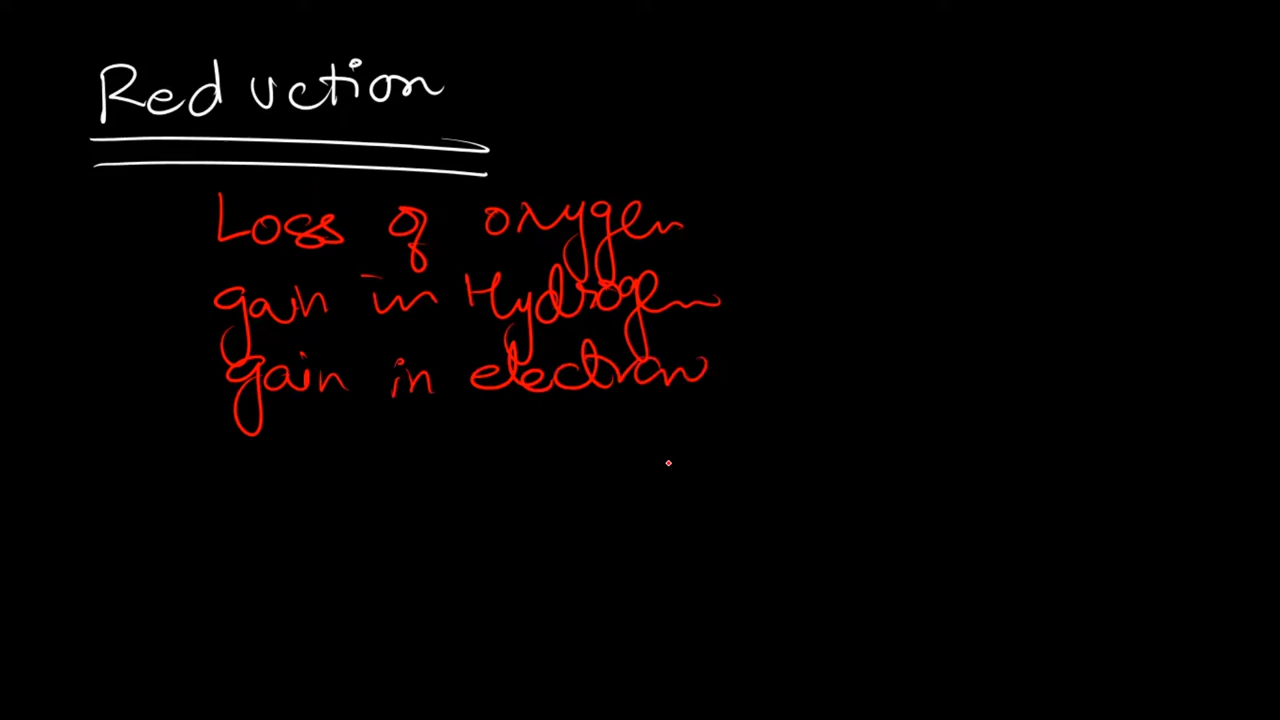 Reduction
Loss of oxygen
gain in Hydrogen
gain in electron